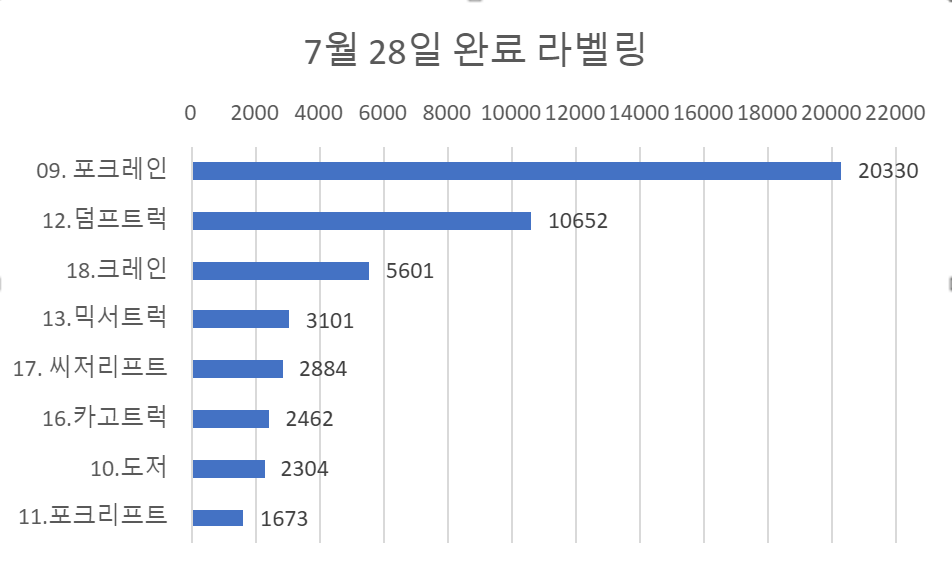 7월 28일 완료 라벨링
0 2000 4000 6000 8000 10000 12000 14000 16000 18000 20000 22000
09. 포크레인 20330
12.덤프트럭 10652
18.크레인 5601
13.믹서트럭 3101
17. 씨저리프트 2884
16.카고트럭 2462
10.도저 2304
11.포크리프트 1673